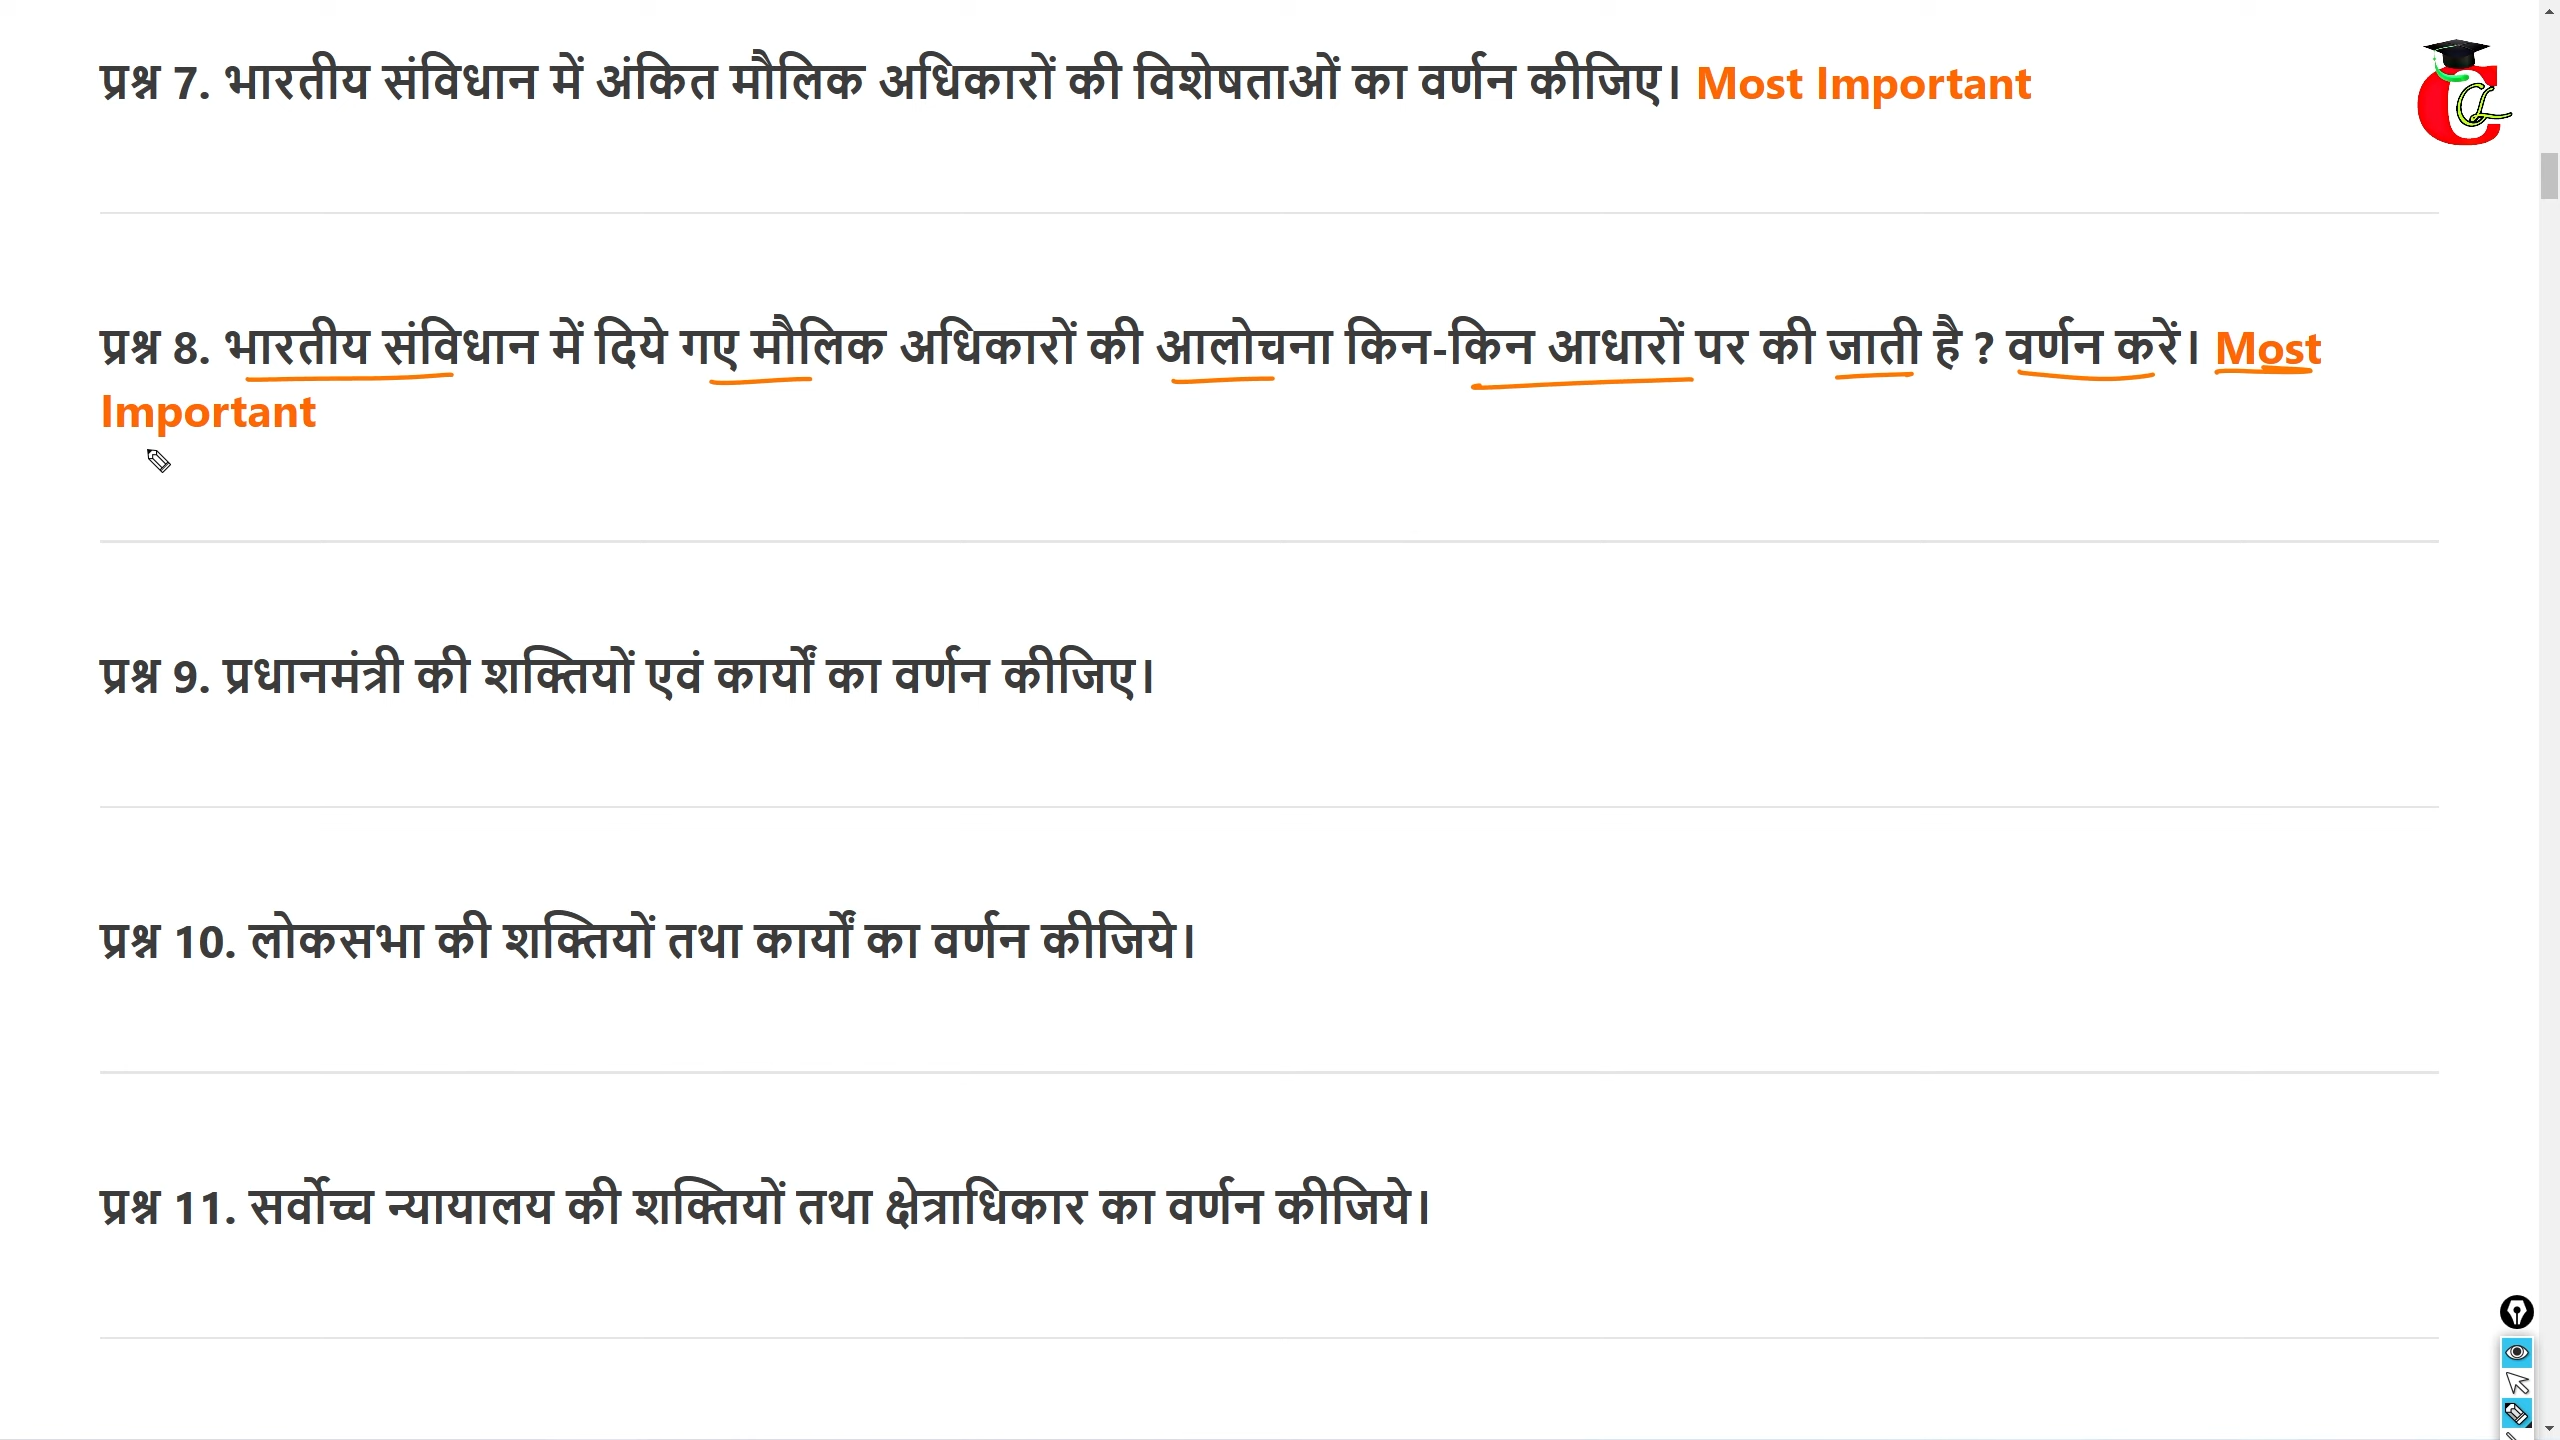 प्रश्न 7. भारतीय संविधान में अंकित मौलिक अधिकारों की विशेषताओं का वर्णन कीजिए। Most Important
प्रश्न 8. भारतीय संविधान में दिये गए मौलिक अधिकारों की आलोचना किन-किन आधारों पर की जाती है ? वर्णन करें। Most
Important
प्रश्न 9. प्रधानमंत्री की शक्तियों एवं कार्यों का वर्णन कीजिए।
प्रश्न 10. लोकसभा की शक्तियों तथा कार्यों का वर्णन कीजिये।
प्रश्न 11. सर्वोच्च न्यायालय की शक्तियों तथा क्षेत्राधिकार का वर्णन कीजिये।